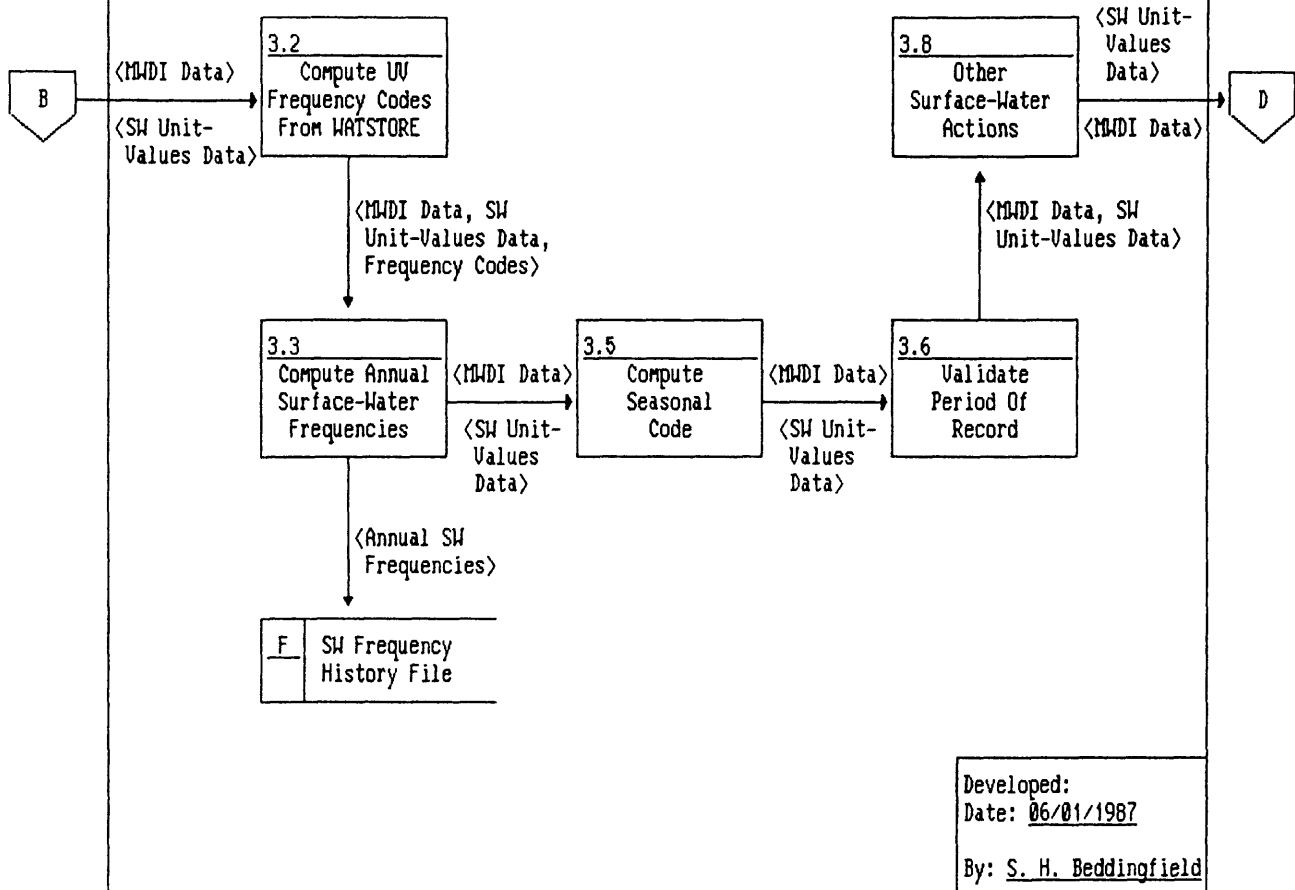 B
<MWDI Data>
<SW Unit-
Values Data>
3.2
Compute UV
Frequency Codes
From WATSTORE
<MWDI Data, SW
Unit-Values Data,
Frequency Codes>
3.3
Compute Annual
Surface-Water
Frequencies
<MWDI Data>
<SW Unit-
Values
Data>
3.5
Compute
Seasonal
Code
<MWDI Data>
<SW Unit-
Values
Data>
3.6
Validate
Period Of
Record
<MWDI Data, SW
Unit-Values Data>
3.8
Other
Surface-Water
Actions
<SW Unit-
Values
Data>
<MWDI Data>
D
<Annual SW
Frequencies>
F
SW Frequency
History File
Developed:
Date: 06/01/1987
By: S. H. Beddingfield